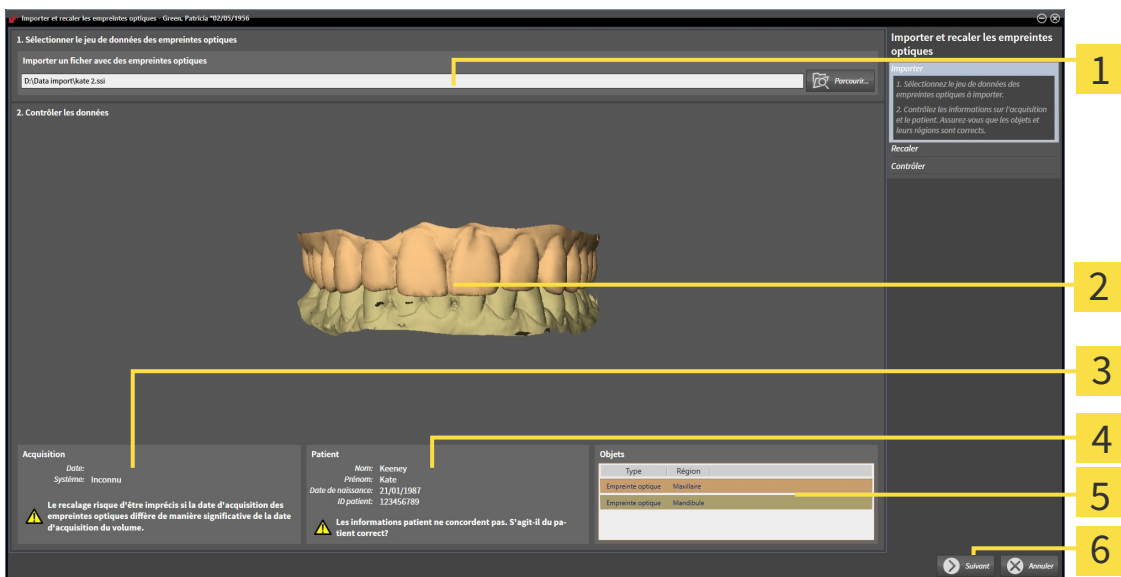 Importer et recaler les empreintes optiques - Green, Patricia *02/05/1956
1. Sélectionner le jeu de données des empreintes optiques
Importer un ficher avec des empreintes optiques
D:\Data import\kate 2.ssi
Parcourir...
2. Contrôler les données
Acquisition
Date:
Système: Inconnu
Le recalage risque d'être imprécis si la date d'acquisition des
empreintes optiques diffère de manière significative de la date
d'acquisition du volume.
Patient
Nom: Keeney
Prénom: Kate
Date de naissance: 21/01/1987
ID patient: 123456789
Les informations patient ne concordent pas. S'agit-il du pa-
tient correct?
Objets
Type Région
Empreinte optique Maxillaire
Empreinte optique Mandibule
Importer et recaler les empreintes
optiques
Importer
1. Sélectionnez le jeu de données des
empreintes optiques à importer.
2. Contrôlez les informations sur l'acquisition
et le patient. Assurez-vous que les objets et
leurs régions sont corrects.
Recaler
Contrôler
Suivant
Annuler
1
2
3
4
5
6